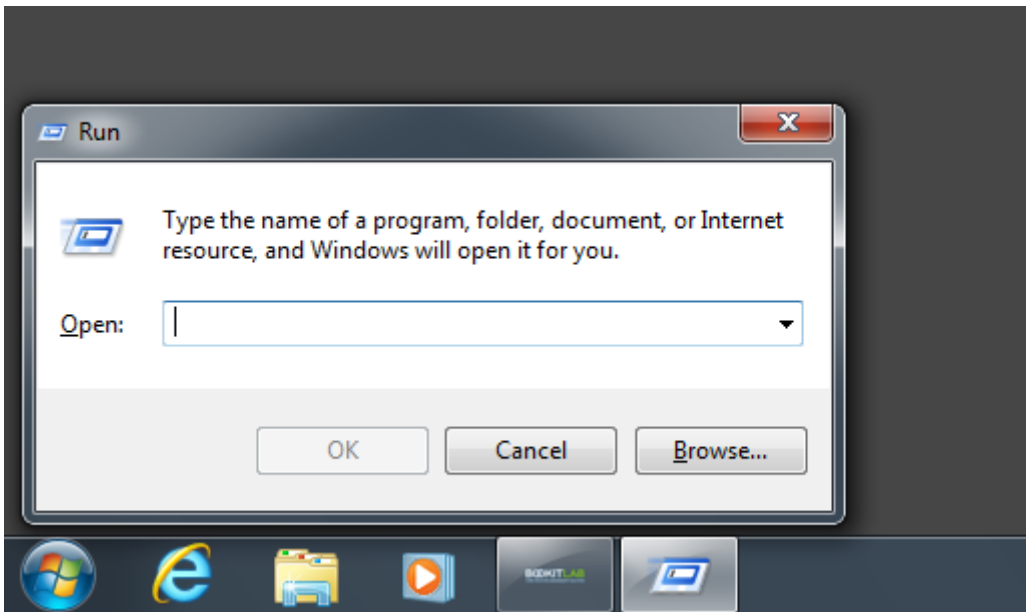 Run
Type the name of a program, folder, document, or Internet
resource, and Windows will open it for you.
Open:
OK
Cancel
Browse...
BOOKITLAB